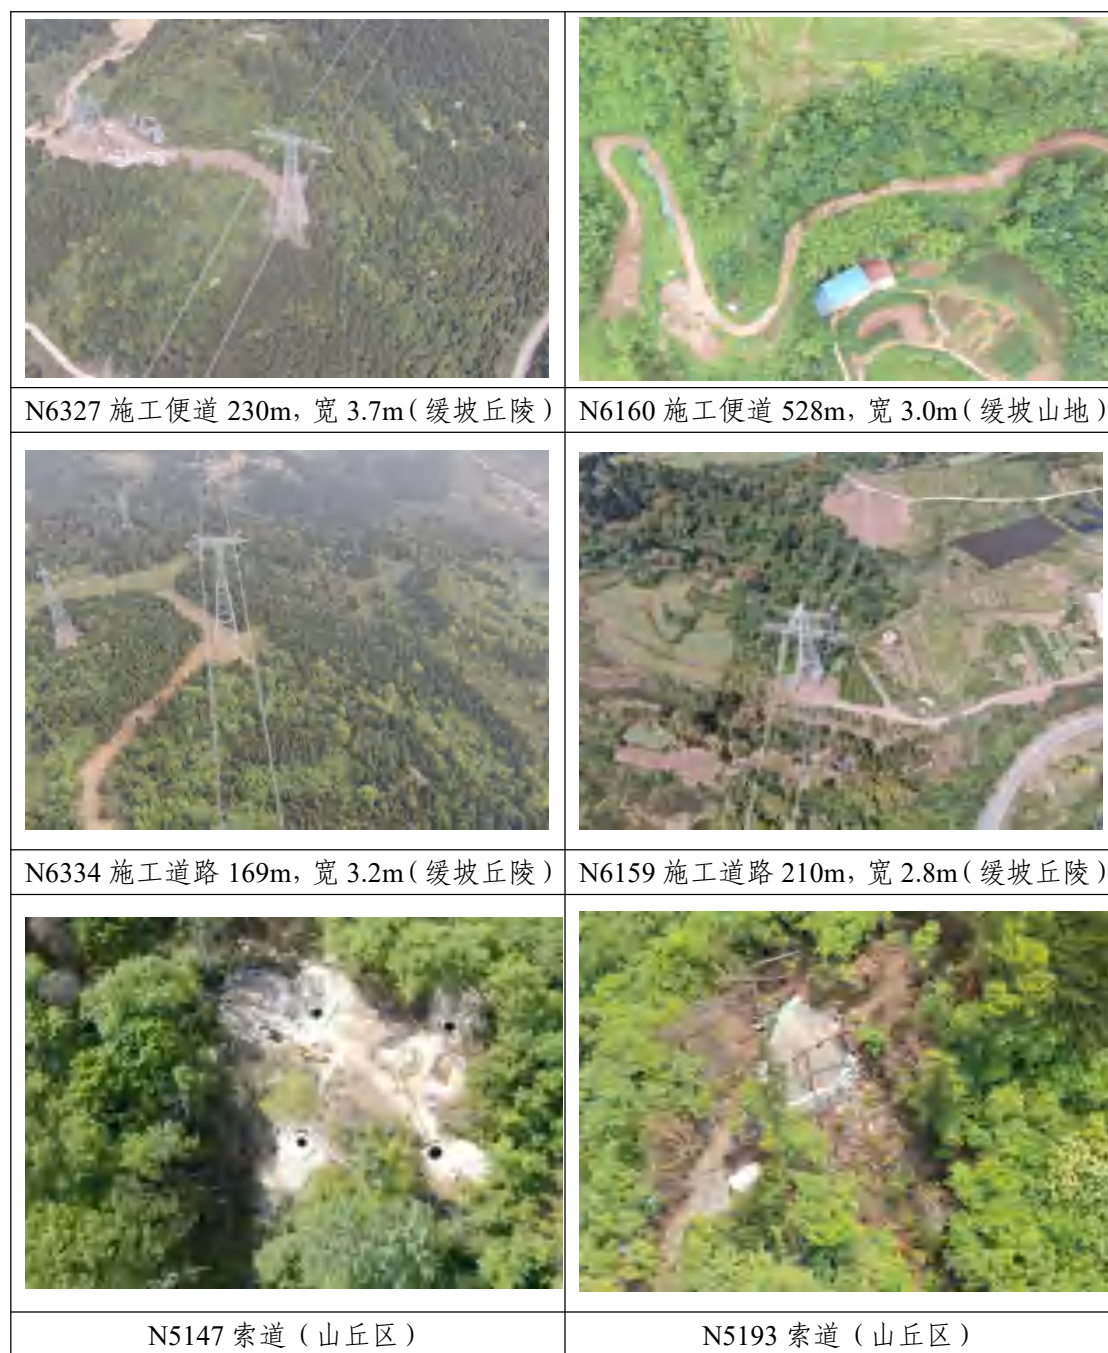 N6327 施工便道 230m，宽 3.7m（缓坡丘陵）
N6160 施工便道 528m，宽 3.0m（缓坡山地）
N6334 施工道路 169m，宽 3.2m（缓坡丘陵）
N6159 施工道路 210m，宽 2.8m（缓坡丘陵）
N5147 索道（山丘区）
N5193 索道（山丘区）